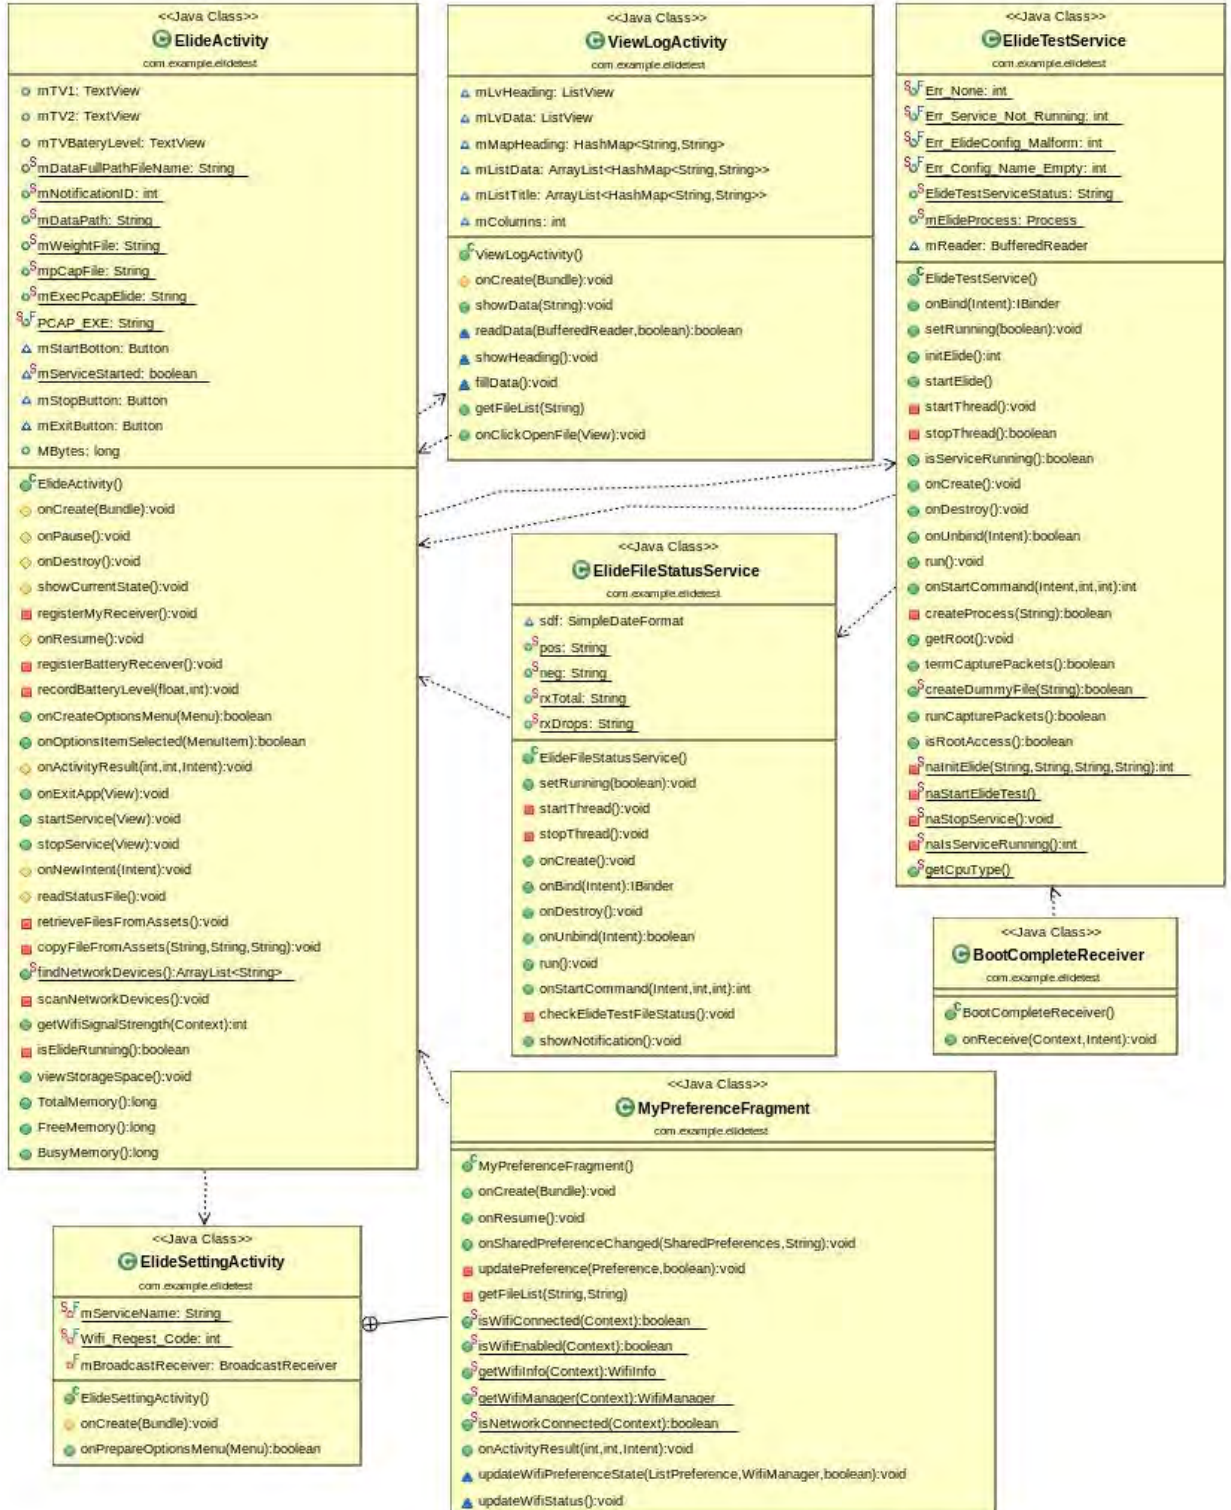 <<Java Class>>
ElideActivity
com.example.elidetest
mTV1: TextView
mTV2: TextView
mTVBateryLevel: TextView
mDataFullPathFileName: String
mNotificationID: int
mDataPath: String
mWeightFile: String
mpCapFile: String
mExecPcapElide: String
PCAP_EXE: String
mStartBotton: Button
mServiceStarted: boolean
mStopButton: Button
mExitButton: Button
MBytes: long
ElideActivity()
onCreate(Bundle):void
onPause():void
onDestroy():void
showCurrentState():void
registerMyReceiver():void
onResume():void
registerBatteryReceiver():void
recordBatteryLevel(float,int):void
onCreateOptionsMenu(Menu):boolean
onOptionsItemSelected(MenuItem):boolean
onActivityResult(int,int,Intent):void
onExitApp(View):void
startService(View):void
stopService(View):void
onNewIntent(Intent):void
readStatusFile():void
retrieveFilesFromAssets():void
copyFileFromAssets(String,String,String):void
findNetworkDevices():ArrayList<String>
scanNetworkDevices():void
getWifiSignalStrength(Context):int
isElideRunning():boolean
viewStorageSpace():void
TotalMemory():long
FreeMemory():long
BusyMemory():long
<<Java Class>>
ViewLogActivity
com.example.elidetest
mLvHeading: ListView
mLvData: ListView
mMapHeading: HashMap<String,String>
mListData: ArrayList<HashMap<String,String>>
mListTitle: ArrayList<HashMap<String,String>>
mColumns: int
ViewLogActivity()
onCreate(Bundle):void
showData(String):void
readData(BufferedReader,boolean):boolean
showHeading():void
fillData():void
getFileList(String)
onClickOpenFile(View):void
<<Java Class>>
ElideTestService
com.example.elidetest
Err_None: int
Err_Service_Not_Running: int
Err_ElideConfig_Malform: int
Err_Config_Name_Empty: int
ElideTestServiceStatus: String
mElideProcess: Process
mReader: BufferedReader
ElideTestService()
onBind(Intent):IBinder
setRunning(boolean):void
initElide():int
startElide()
startThread():void
stopThread():boolean
isServiceRunning():boolean
onCreate():void
onDestroy():void
onUnbind(Intent):boolean
run():void
onStartCommand(Intent,int,int):int
createProcess(String):boolean
getRoot():void
termCapturePackets():boolean
createDummyFile(String):boolean
runCapturePackets():boolean
isRootAccess():boolean
naInitElide(String,String,String,String):int
naStartElideTest()
naStopService():void
naIsServiceRunning():int
getCpuType()
<<Java Class>>
ElideFileStatusService
com.example.elidetest
sdf: SimpleDateFormat
pos: String
neg: String
rxTotal: String
rxDrops: String
ElideFileStatusService()
setRunning(boolean):void
startThread():void
stopThread():void
onCreate():void
onBind(Intent):IBinder
onDestroy():void
onUnbind(Intent):boolean
run():void
onStartCommand(Intent,int,int):int
checkElideTestFileStatus():void
showNotification():void
<<Java Class>>
BootCompleteReceiver
com.example.elidetest
BootCompleteReceiver()
onReceive(Context,Intent):void
<<Java Class>>
MyPreferenceFragment
com.example.elidetest
MyPreferenceFragment()
onCreate(Bundle):void
onResume():void
onSharedPreferenceChanged(SharedPreferences,String):void
updatePreference(Preference,boolean):void
getFileList(String,String)
isWifiConnected(Context):boolean
isWifiEnabled(Context):boolean
getWifiInfo(Context):WifiInfo
getWifiManager(Context):WifiManager
isNetworkConnected(Context):boolean
onActivityResult(int,int,Intent):void
updateWifiPreferenceState(ListPreference,WifiManager,boolean):void
updateWifiStatus():void
<<Java Class>>
ElideSettingActivity
com.example.elidetest
mServiceName: String
Wifi_Reqest_Code: int
mBroadcastReceiver: BroadcastReceiver
ElideSettingActivity()
onCreate(Bundle):void
onPrepareOptionsMenu(Menu):boolean